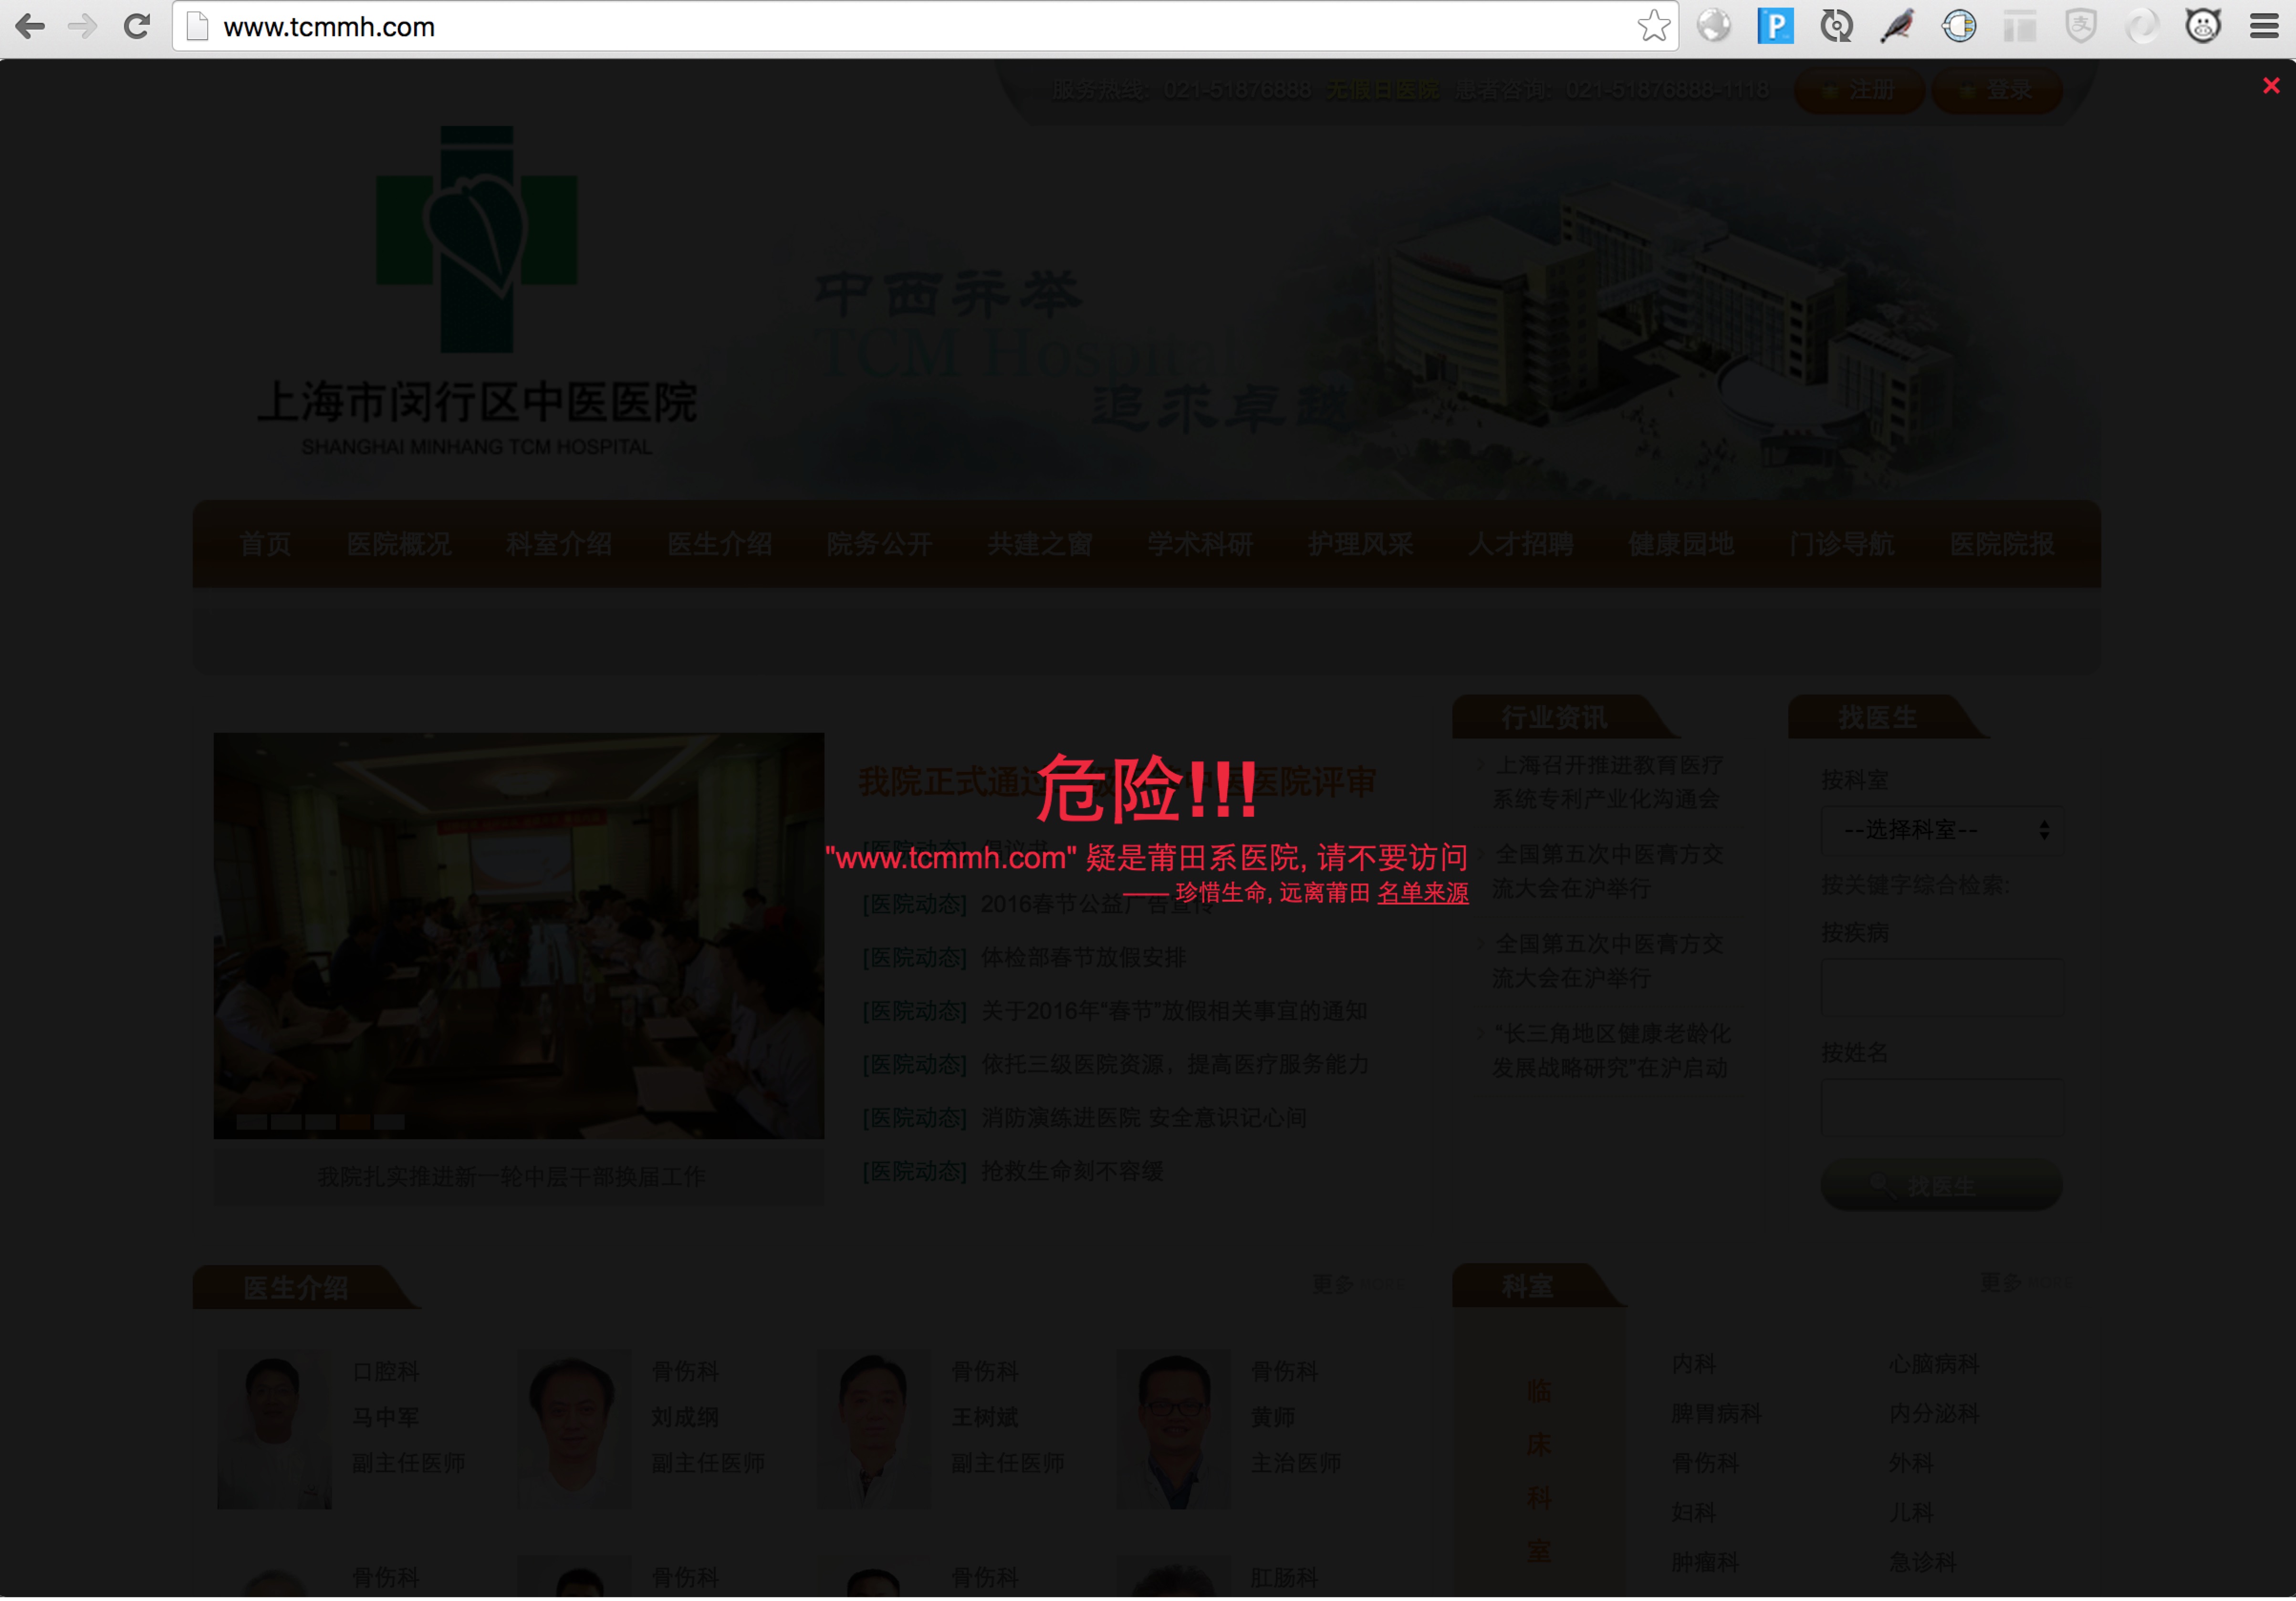 www.tcmmh.com
服务热线: 021-51876888 无假日医院 患者咨询: 021-51876888-1118 注册 登录
×
中西并举
TCM Hospital
追求卓越
上海市闵行区中医医院
SHANGHAI MINHANG TCM HOSPITAL
首页 医院概况 科室介绍 医生介绍 院务公开 共建之窗 学术科研 护理风采 人才招聘 健康园地 门诊导航 医院院报
危险!!!
"www.tcmmh.com" 疑是莆田系医院, 请不要访问
—— 珍惜生命, 远离莆田 名单来源
我院正式通过 中医医院评审
[医院动态] 倡议书
[医院动态] 2016春节公益广告宣传
[医院动态] 体检部春节放假安排
[医院动态] 关于2016年“春节”放假相关事宜的通知
[医院动态] 依托三级医院资源，提高医疗服务能力
[医院动态] 消防演练进医院 安全意识记心间
[医院动态] 抢救生命刻不容缓
我院扎实推进新一轮中层干部换届工作
行业资讯
上海召开推进教育医疗
系统专利产业化沟通会
全国第五次中医膏方交
流大会在沪举行
全国第五次中医膏方交
流大会在沪举行
“长三角地区健康老龄化
发展战略研究”在沪启动
找医生
按科室
--选择科室--
按关键字综合检索:
按疾病
按姓名
找医生
医生介绍
更多
口腔科
马中军
副主任医师
骨伤科
刘成纲
副主任医师
骨伤科
王树斌
副主任医师
骨伤科
黄师
主治医师
骨伤科
骨伤科
骨伤科
肛肠科
科室
更多
临
床
科
室
内科 心脑病科
脾胃病科 内分泌科
骨伤科 外科
妇科 儿科
肿瘤科 急诊科